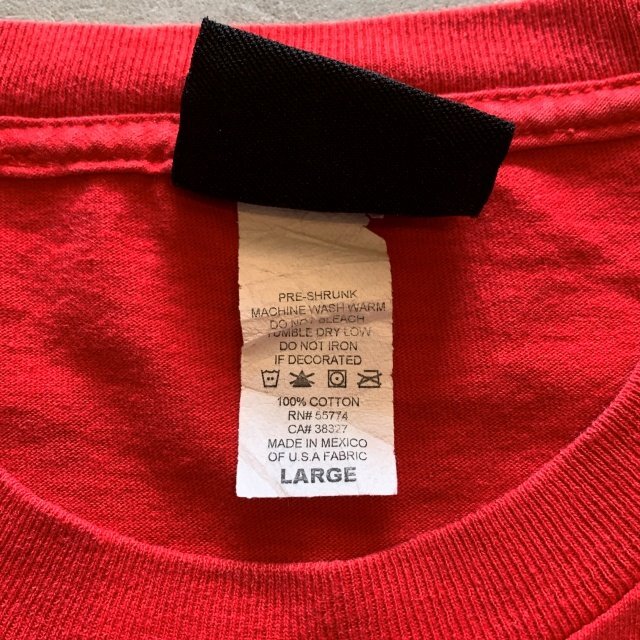 PRE-SHRUNK
MACHINE WASH WARM
DO NOT BLEACH
TUMBLE DRY LOW
DO NOT IRON
IF DECORATED
100% COTTON
RN# 55774
CA# 38327
MADE IN MEXICO
OF U.S.A FABRIC
LARGE